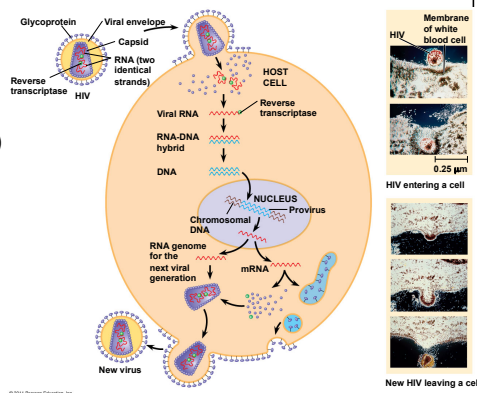 Glycoprotein
Viral envelope
Capsid
RNA (two
identical
strands)
Reverse
transcriptase
HIV
HOST
CELL
Reverse
transcriptase
Viral RNA
RNA-DNA
hybrid
DNA
NUCLEUS
Provirus
Chromosomal
DNA
RNA genome
for the
next viral
generation
mRNA
New virus
Membrane
of white
blood cell
HIV
0.25 μm
HIV entering a cell
New HIV leaving a cell